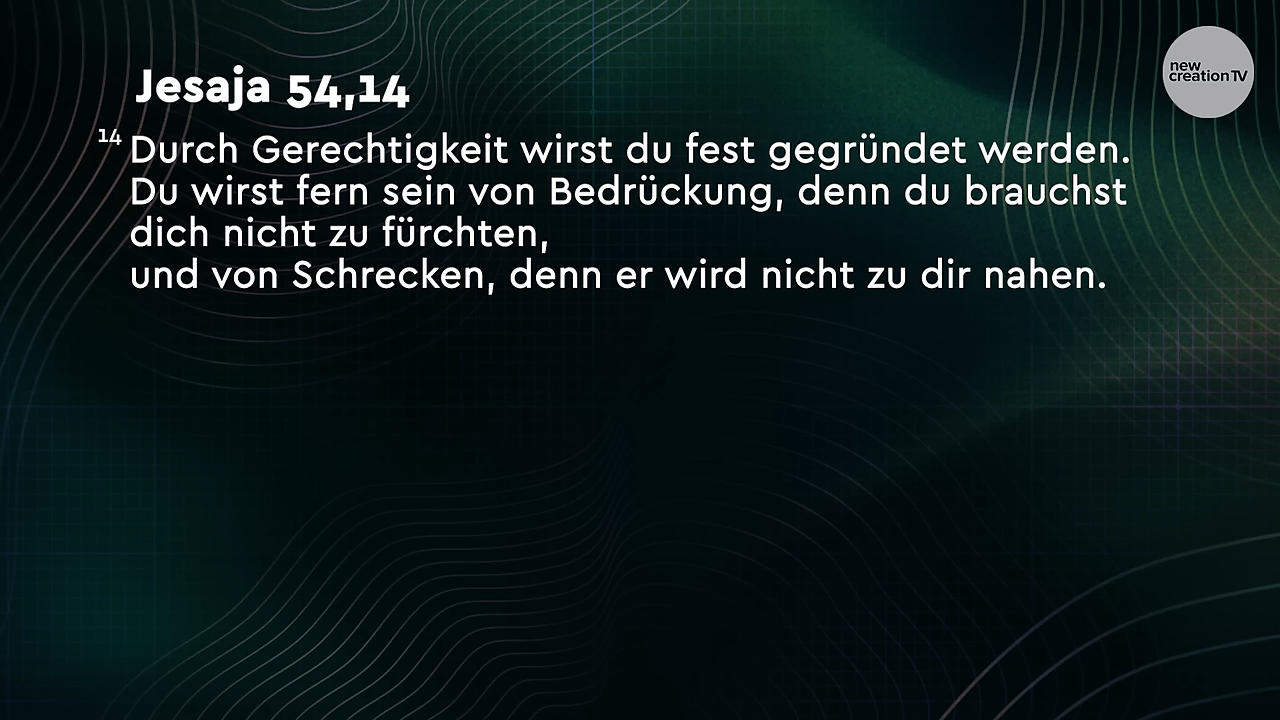 Jesaja 54,14
new
creation TV
14 Durch Gerechtigkeit wirst du fest gegründet werden.
Du wirst fern sein von Bedrückung, denn du brauchst
dich nicht zu fürchten,
und von Schrecken, denn er wird nicht zu dir nahen.